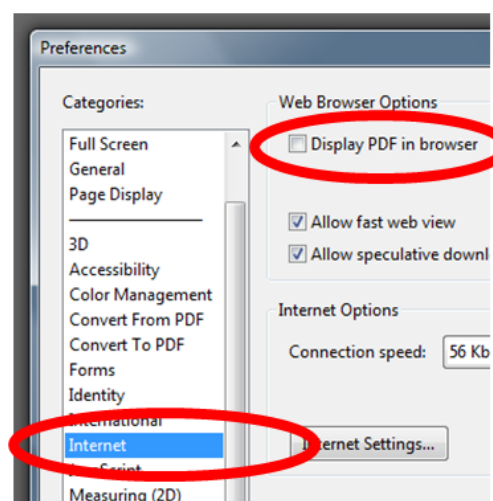 Preferences
Categories:
Full Screen
General
Page Display
3D
Accessibility
Color Management
Convert From PDF
Convert To PDF
Forms
Identity
International
Internet
JavaScript
Measuring (2D)
Web Browser Options
Display PDF in browser
Allow fast web view
Allow speculative downl
Internet Options
Connection speed: 56 Kb
Internet Settings...